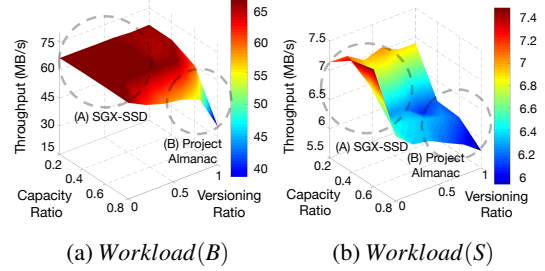 Throughput (MB/s)
75
60
45
30
15
0.2
0.4
0.6
0.8
Capacity
Ratio
0
0.5
1
Versioning
Ratio
(A) SGX-SSD
(B) Project
Almanac
65
60
55
50
45
40
(a) Workload(B)
Throughput (MB/s)
7.5
7
6.5
6
5.5
0.2
0.4
0.6
0.8
Capacity
Ratio
0
0.5
1
Versioning
Ratio
(A) SGX-SSD
(B) Project
Almanac
7.4
7.2
7
6.8
6.6
6.4
6.2
6
(b) Workload(S)